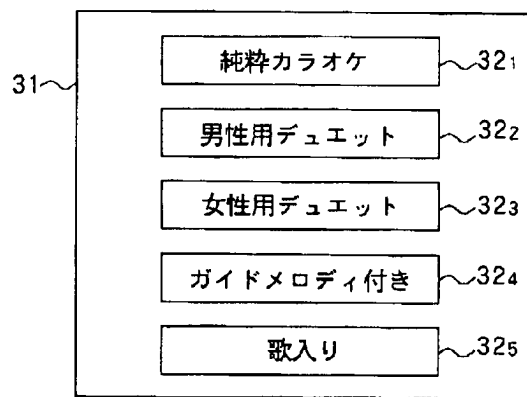 純粋カラオケ 32₁
31
男性用デュエット 32₂
女性用デュエット 32₃
ガイドメロディ付き 32₄
歌入り 32₅